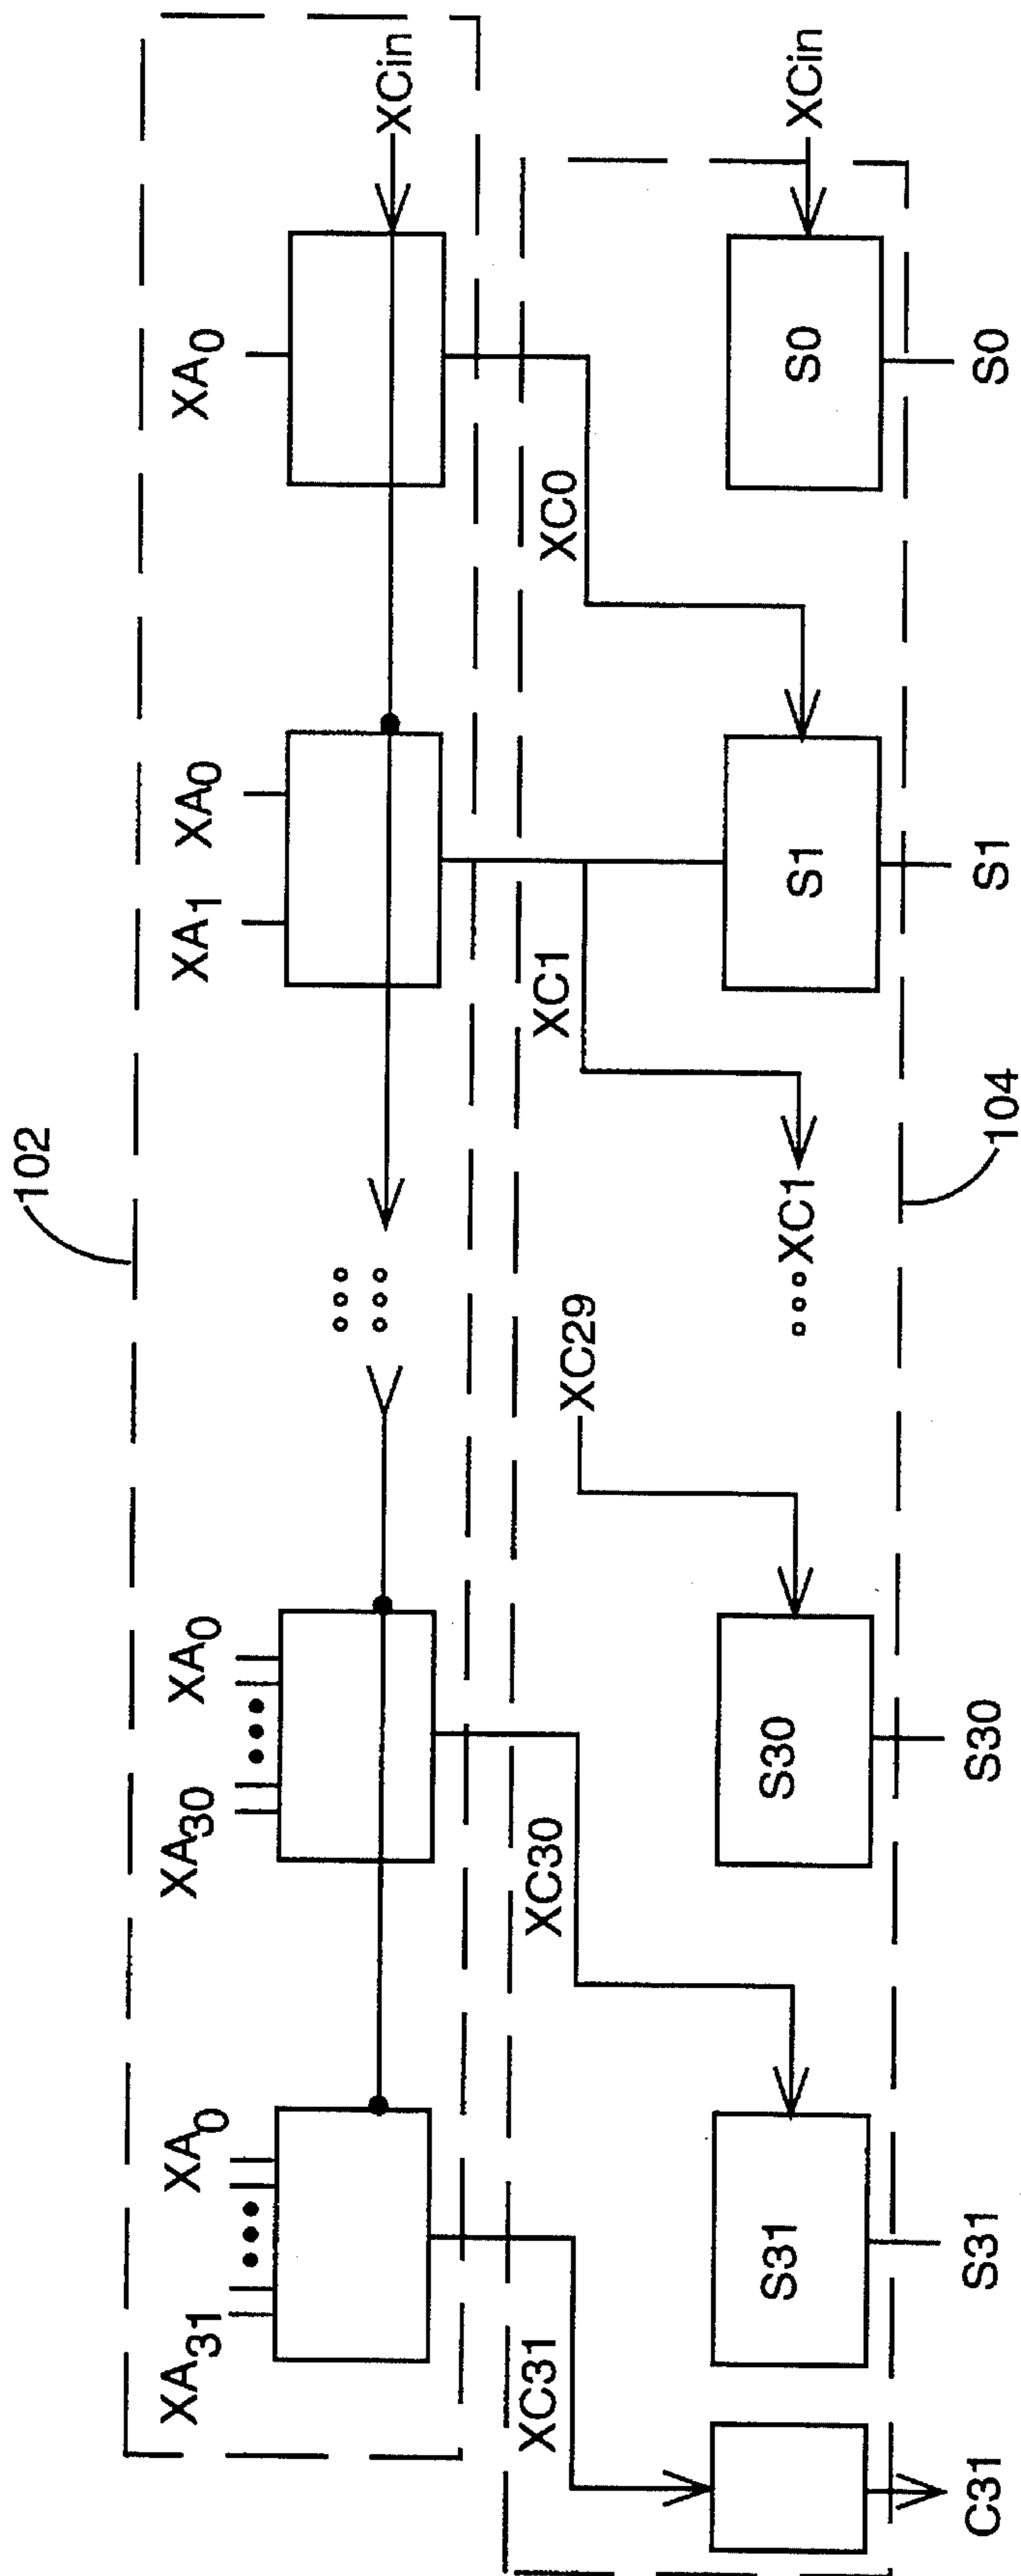 102
XA31 XA0 XA30 XA0 XA1 XA0 XA0
XCin
XC31 XC30 XC29 XC1 XC0
XC1
XCin
S31 S30 S1 S0
C31 S31 S30 S1 S0
104